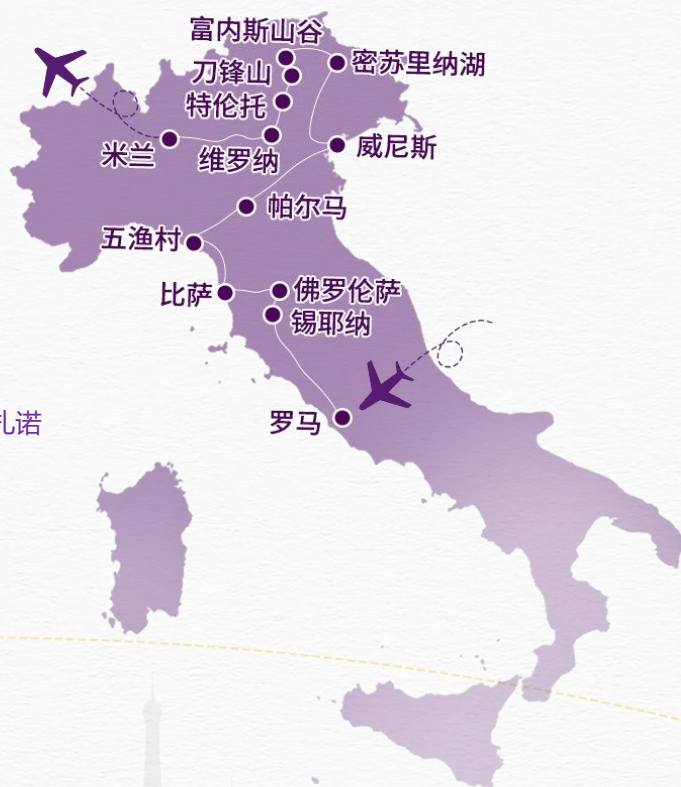 富内斯山谷
密苏里纳湖
刀锋山
特伦托
米兰
维罗纳
威尼斯
帕尔马
五渔村
比萨
佛罗伦萨
锡耶纳
罗马
扎诺